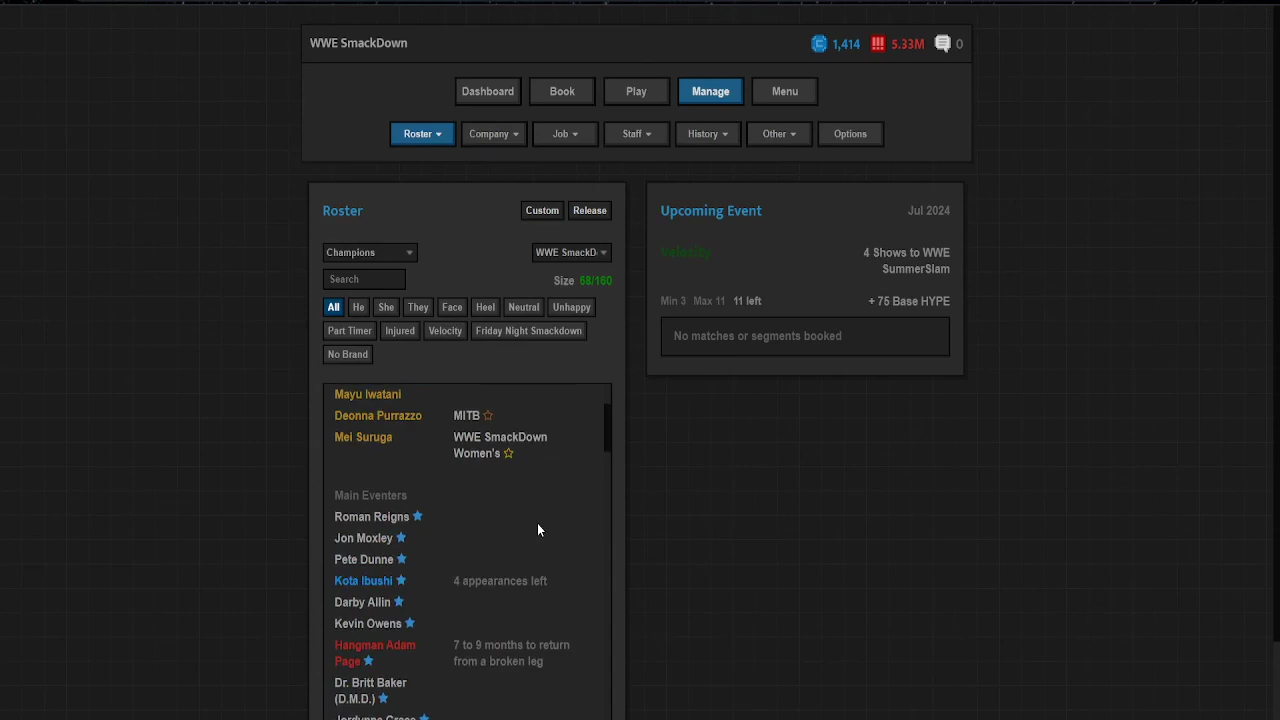 WWE SmackDown
1,414
5.33M
0
Dashboard
Book
Play
Manage
Menu
Roster
Company
Job
Staff
History
Other
Options
Roster
Custom
Release
Champions
WWE SmackD
Search
Size 68/160
All
He
She
They
Face
Heel
Neutral
Unhappy
Part Timer
Injured
Velocity
Friday Night Smackdown
No Brand
Mayu Iwatani
Deonna Purrazzo
MITB
Mei Suruga
WWE SmackDown
Women's
Main Eventers
Roman Reigns
Jon Moxley
Pete Dunne
Kota Ibushi
4 appearances left
Darby Allin
Kevin Owens
Hangman Adam
Page
7 to 9 months to return
from a broken leg
Dr. Britt Baker
(D.M.D.)
Jordynne Grace
Upcoming Event
Jul 2024
Velocity
4 Shows to WWE
SummerSlam
Min 3 Max 11 11 left
+ 75 Base HYPE
No matches or segments booked